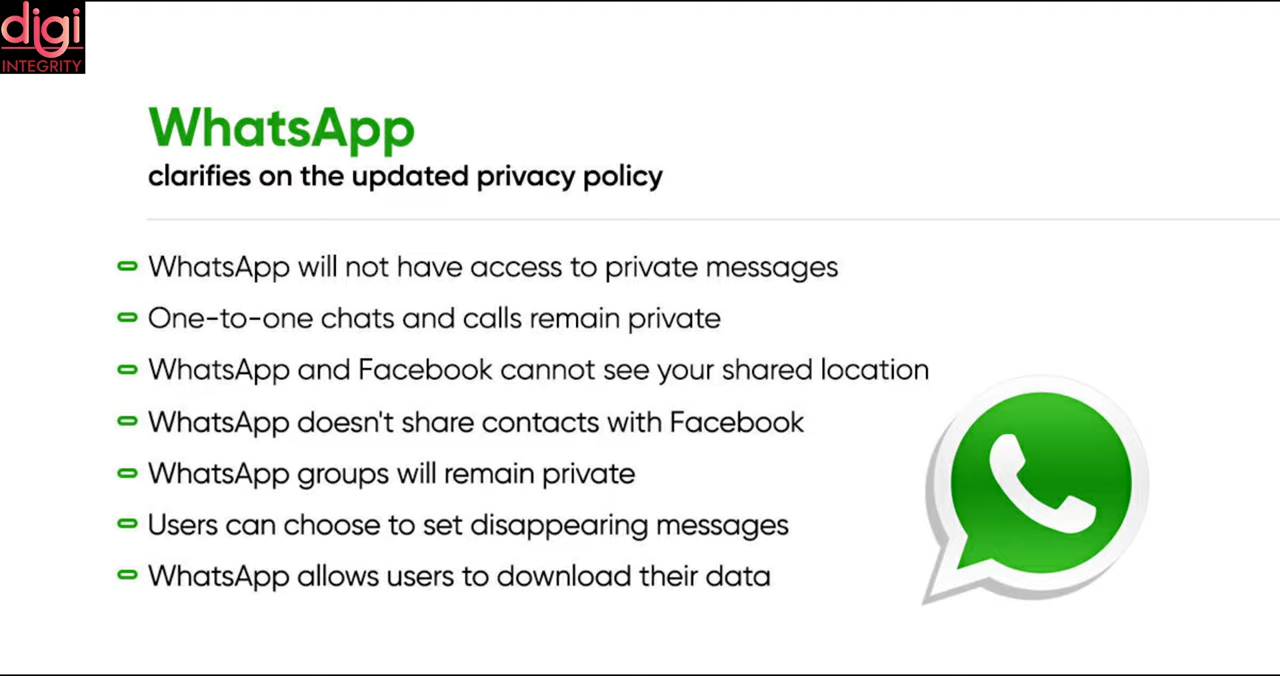 digi
INTEGRITY
WhatsApp
clarifies on the updated privacy policy
WhatsApp will not have access to private messages
One-to-one chats and calls remain private
WhatsApp and Facebook cannot see your shared location
WhatsApp doesn't share contacts with Facebook
WhatsApp groups will remain private
Users can choose to set disappearing messages
WhatsApp allows users to download their data